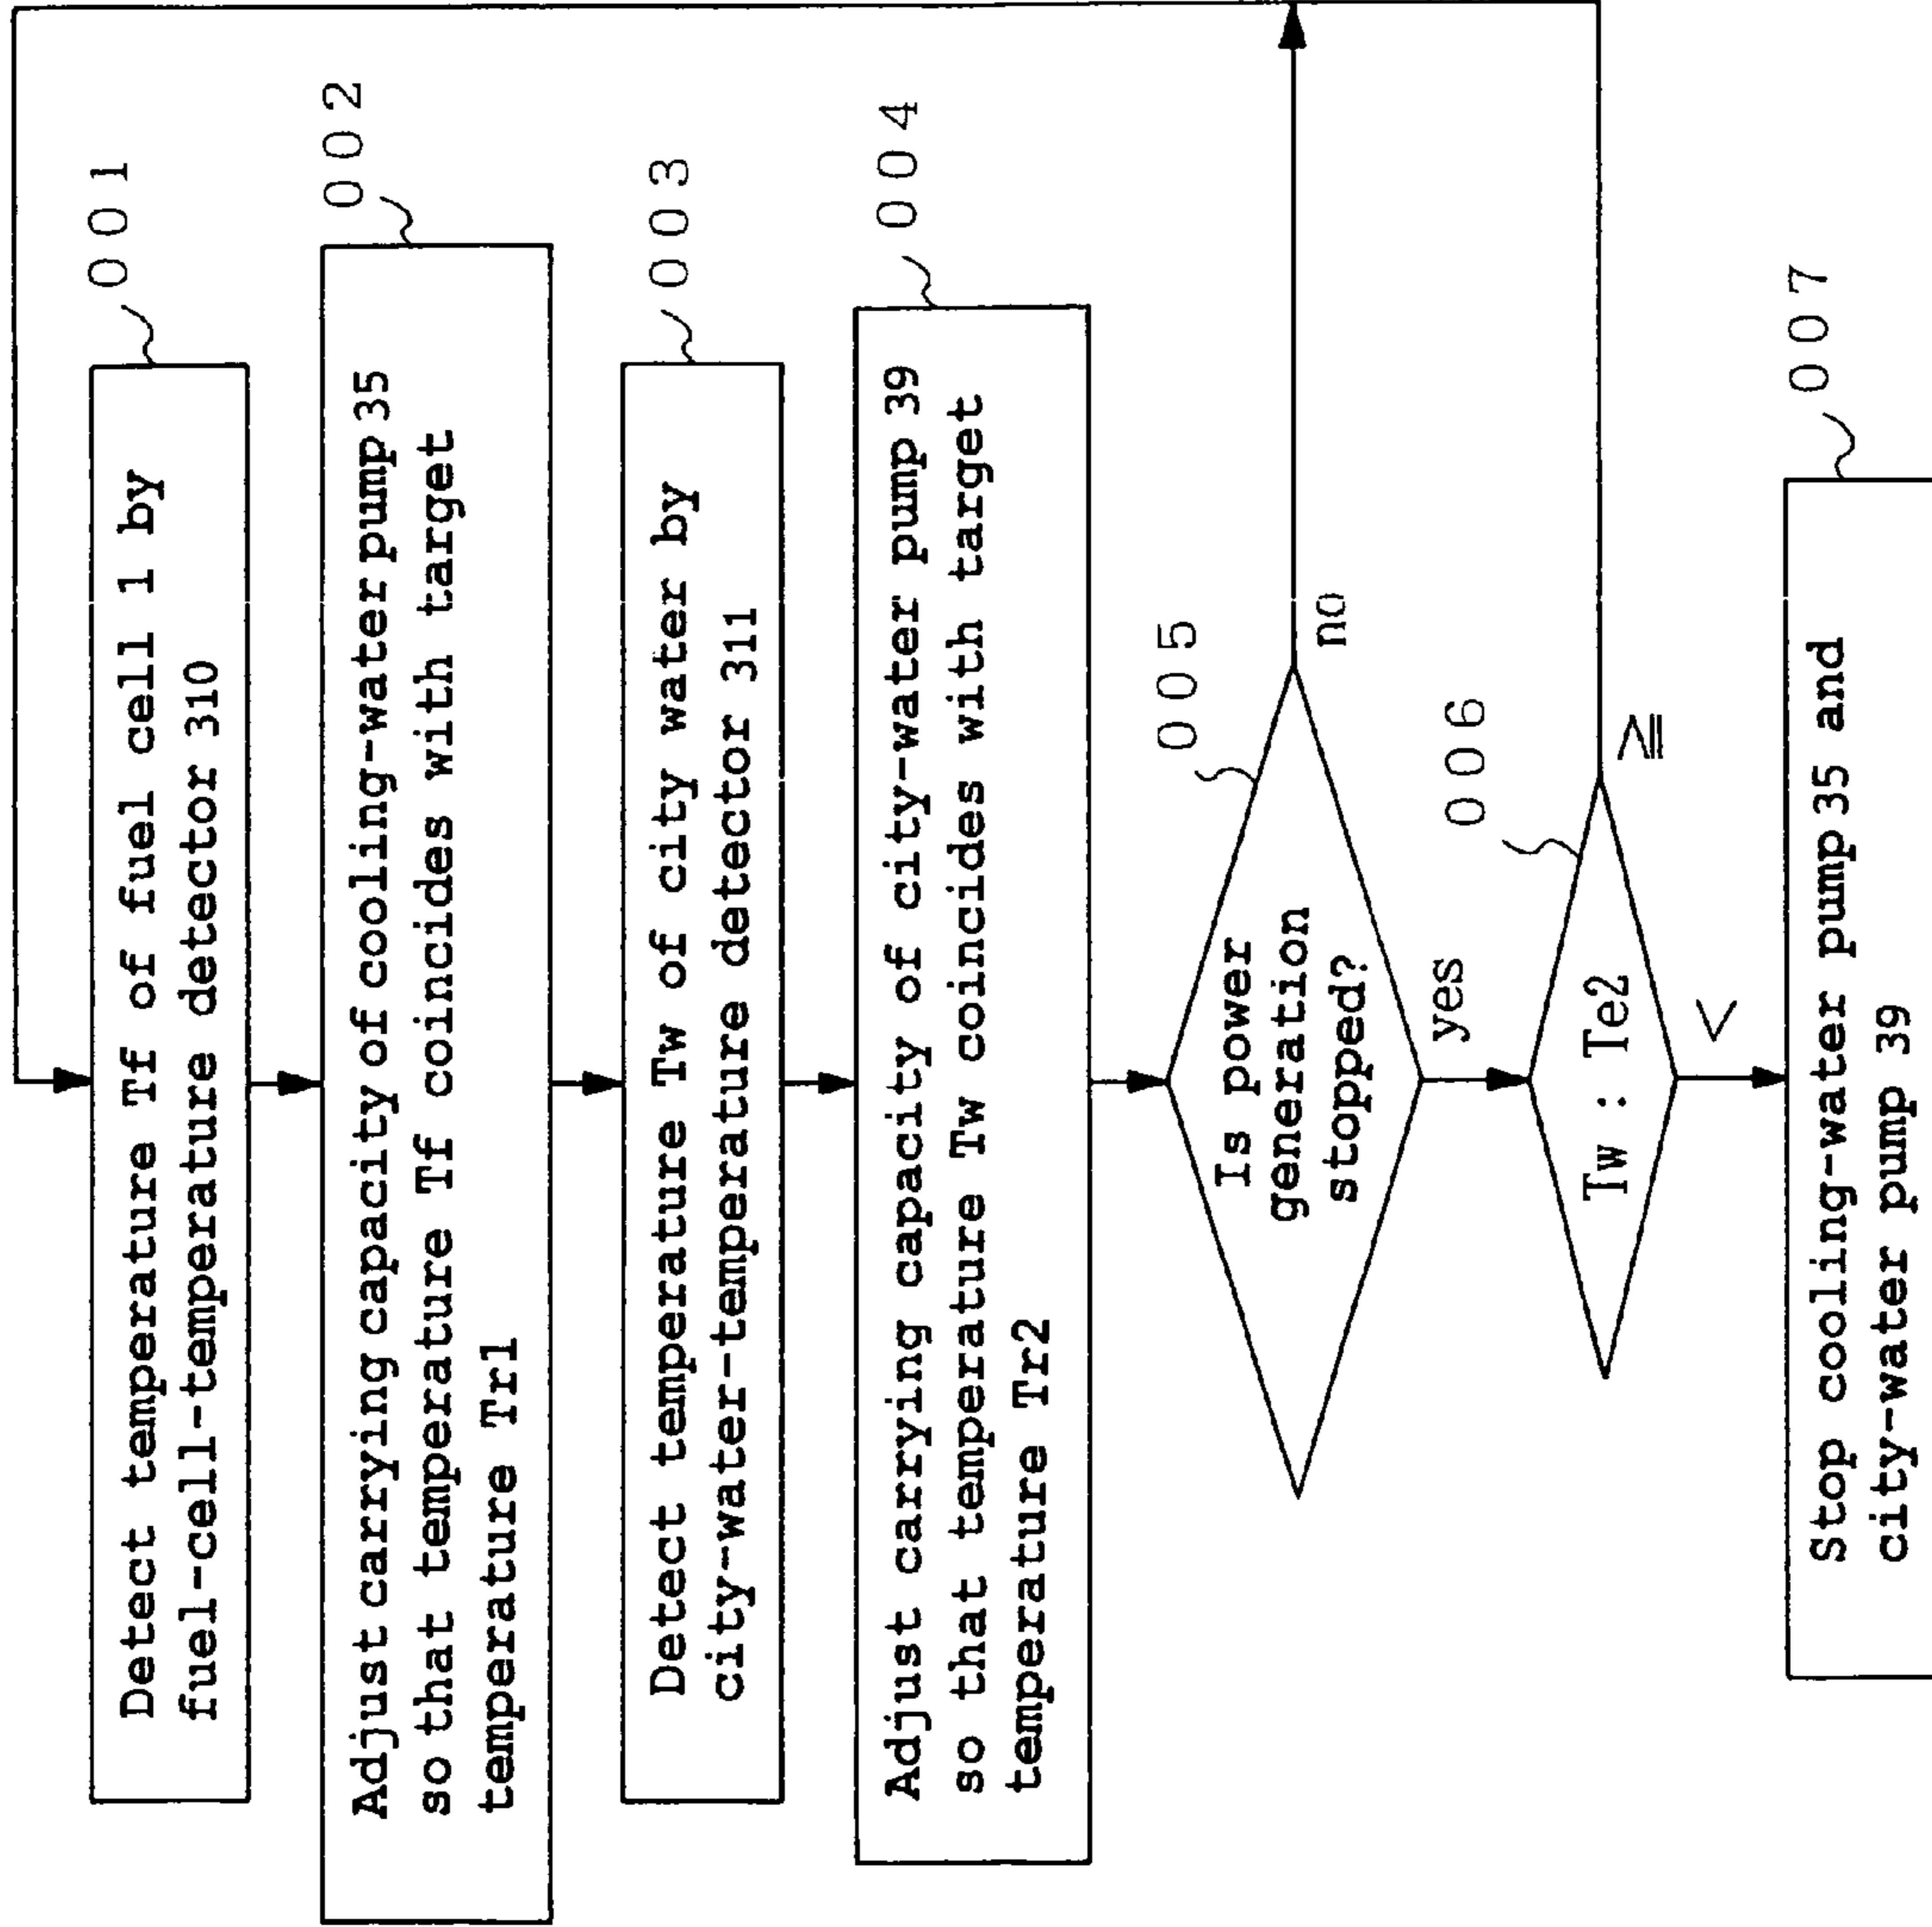 001
Detect temperature Tf of fuel cell 1 by
fuel-cell-temperature detector 310
002
Adjust carrying capacity of cooling-water pump 35
so that temperature Tf coincides with target
temperature Tr1
003
Detect temperature Tw of city water by
city-water-temperature detector 311
004
Adjust carrying capacity of city-water pump 39
so that temperature Tw coincides with target
temperature Tr2
005
Is power
generation
stopped?
no
yes
006
Tw : Te2
≧
<
007
Stop cooling-water pump 35 and
city-water pump 39